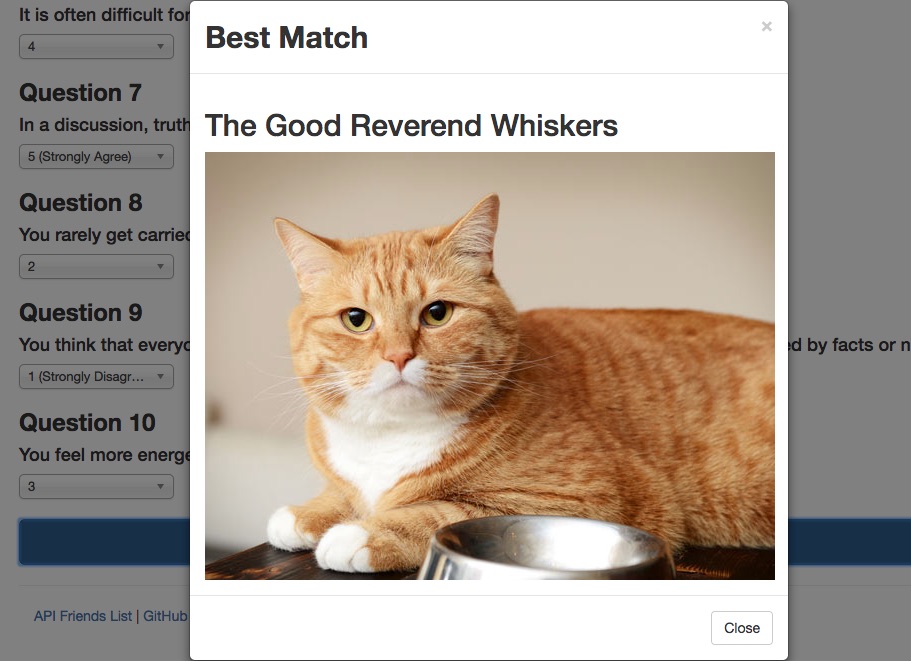 It is often difficult for
4
Question 7
In a discussion, truth
5 (Strongly Agree)
Question 8
You rarely get carried
2
Question 9
You think that everyo
ed by facts or n
1 (Strongly Disagr...
Question 10
You feel more energe
3
API Friends List | GitHub
Best Match
×
The Good Reverend Whiskers
Close